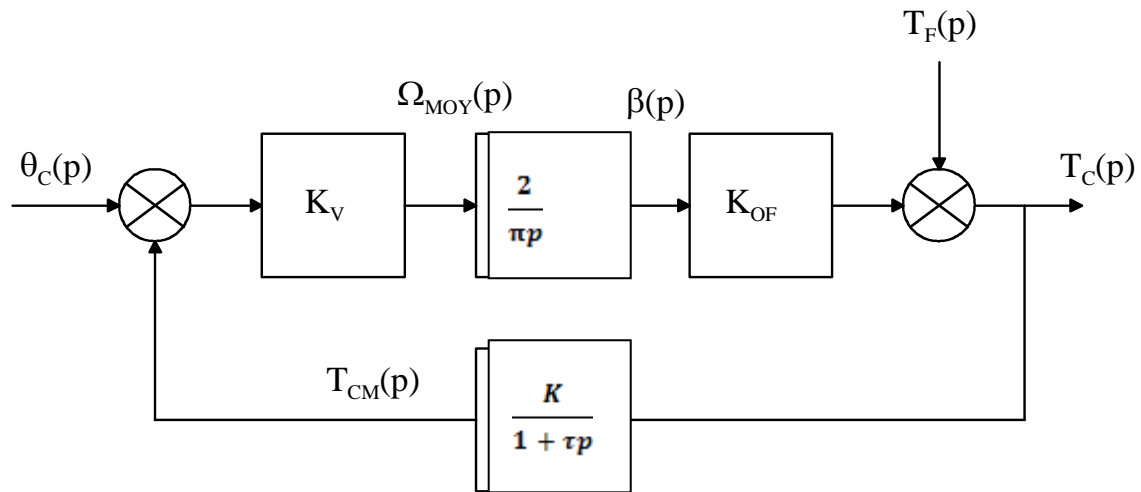 T_F(p)
Ω_MOY(p)
β(p)
θ_C(p)
T_C(p)
K_V
2
πp
K_OF
T_CM(p)
K
1 + τp